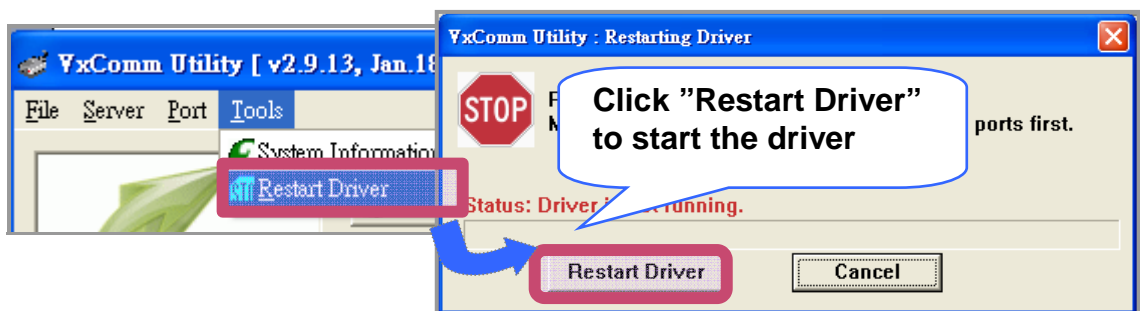 VxComm Utility [ v2.9.13, Jan.18
File Server Port Tools
System Information
Restart Driver
VxComm Utility : Restarting Driver
STOP
ports first.
Click ”Restart Driver”
to start the driver
Status: Driver running.
Restart Driver
Cancel